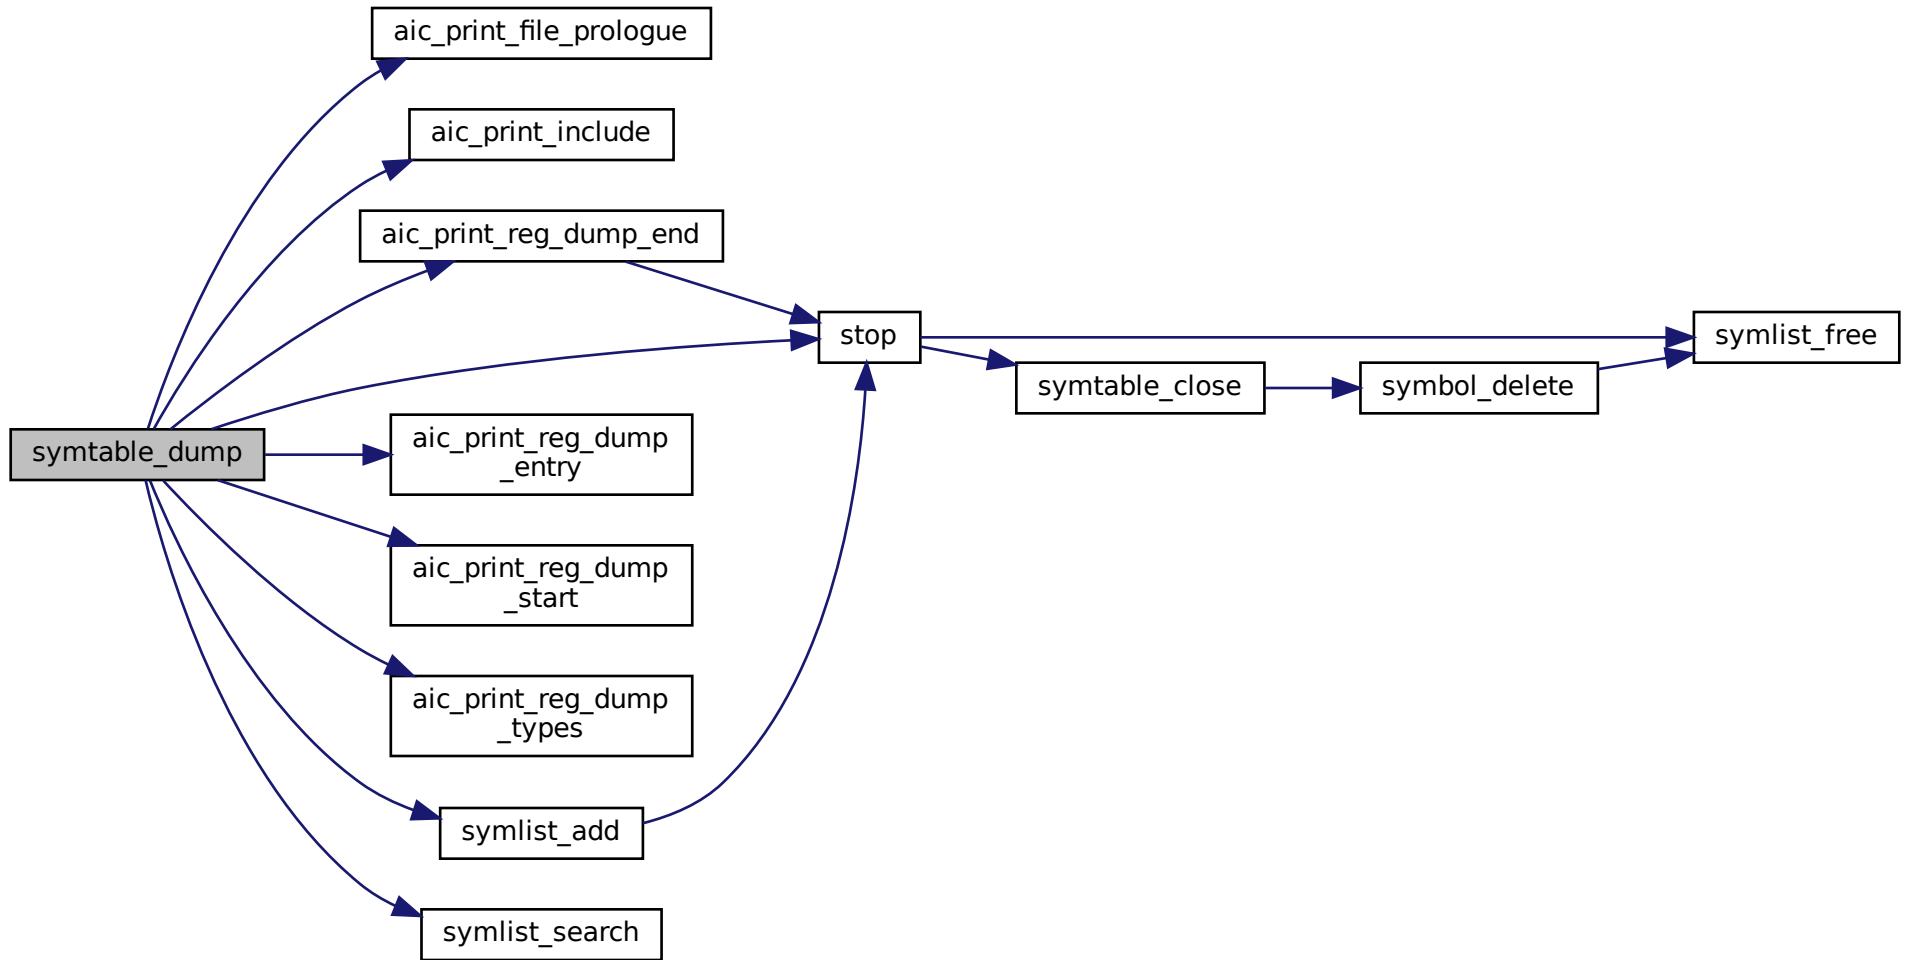 aic_print_file_prologue
aic_print_include
aic_print_reg_dump_end
stop
symlist_free
symtable_close
symbol_delete
symtable_dump
aic_print_reg_dump
_entry
aic_print_reg_dump
_start
aic_print_reg_dump
_types
symlist_add
symlist_search